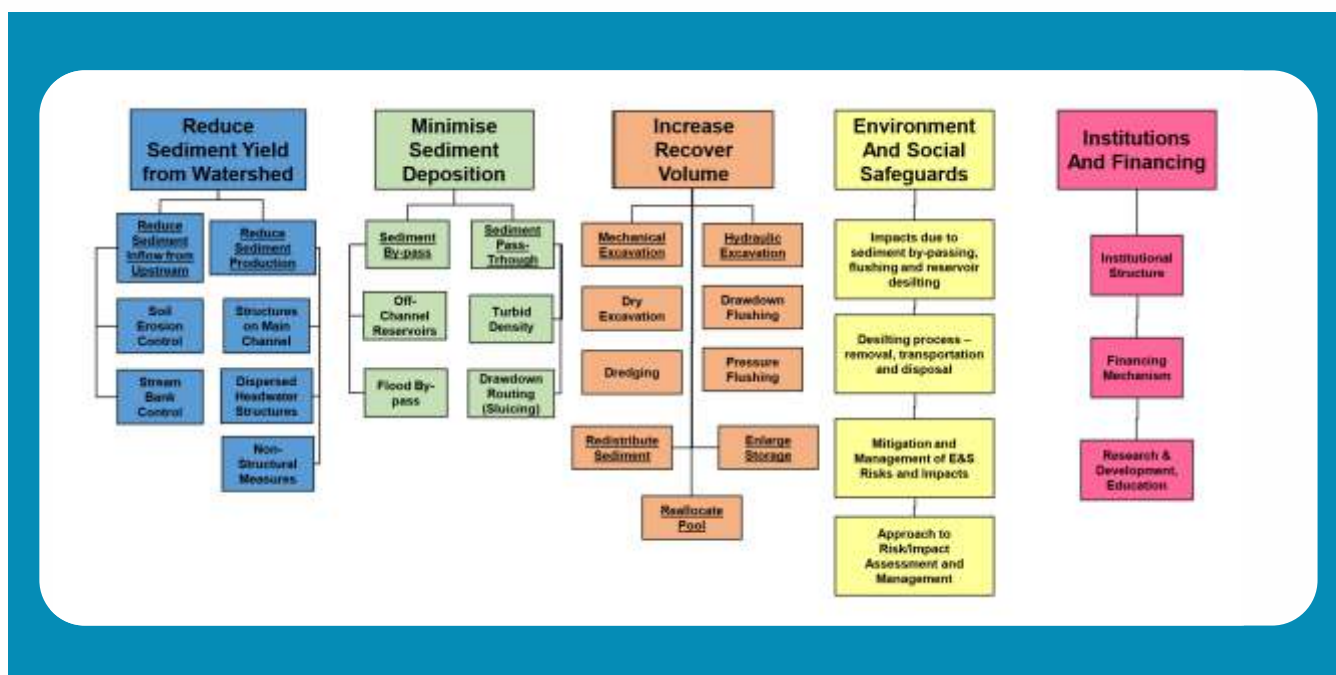 Reduce
Sediment Yield
from Watershed
Reduce
Sediment
Inflow from
Upstream
Reduce
Sediment
Production
Soil
Erosion
Control
Structures
on Main
Channel
Stream
Bank
Control
Dispersed
Headwater
Structures
Non-
Structural
Measures
Minimise
Sediment
Deposition
Sediment
By-pass
Sediment
Pass-
Trhough
Off-
Channel
Reservoirs
Turbid
Density
Flood By-
pass
Drawdown
Routing
(Sluicing)
Increase
Recover
Volume
Mechanical
Excavation
Hydraulic
Excavation
Dry
Excavation
Drawdown
Flushing
Dredging
Pressure
Flushing
Redistribute
Sediment
Enlarge
Storage
Reallocate
Pool
Environment
And Social
Safeguards
Impacts due to
sediment by-passing,
flushing and reservoir
desilting
Desilting process –
removal, transportation
and disposal
Mitigation and
Management of E&S
Risks and Impacts
Approach to
Risk/Impact
Assessment and
Management
Institutions
And Financing
Institutional
Structure
Financing
Mechanism
Research &
Development,
Education